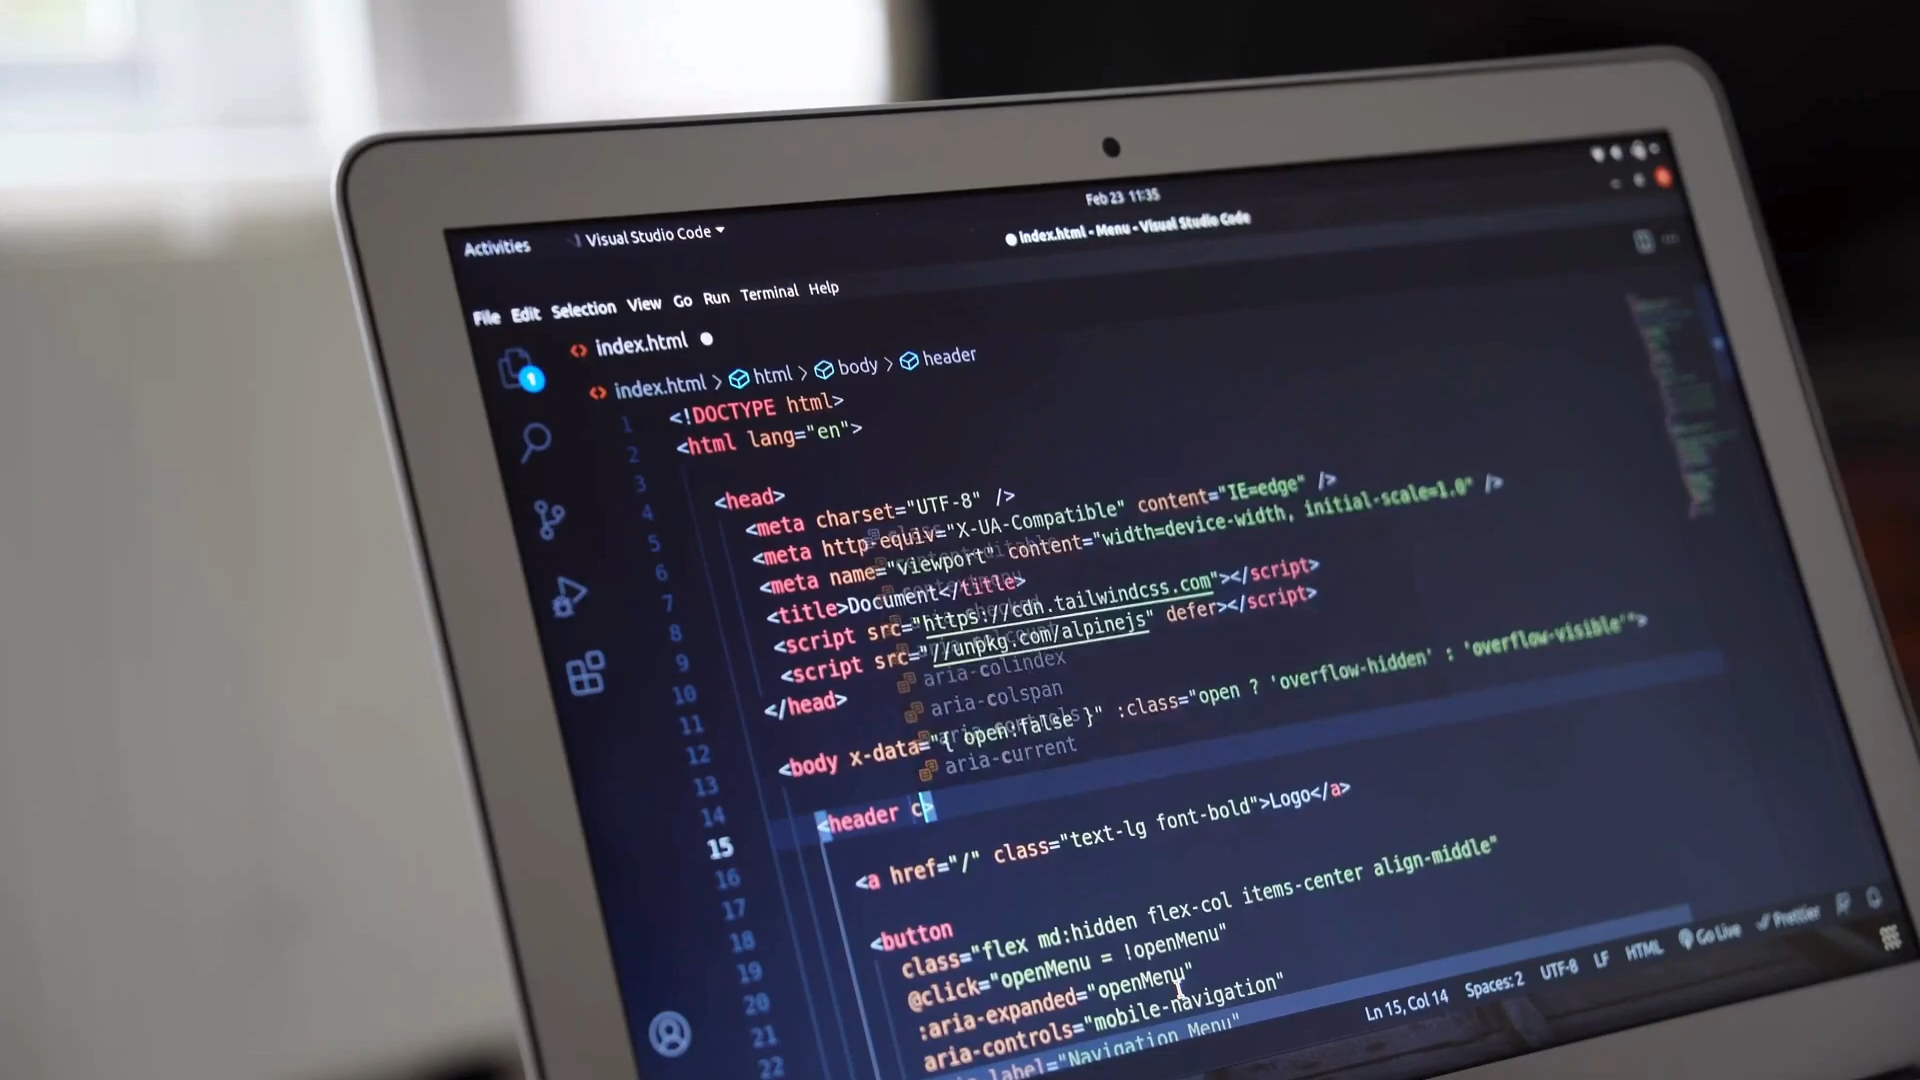 Feb 23 11:35
Activities
Visual Studio Code
index.html - Menu - Visual Studio Code
File Edit Selection View Go Run Terminal Help
index.html
index.html > html > body > header
1 <!DOCTYPE html>
2 <html lang="en">
3
4 <head>
5 <meta charset="UTF-8" />
6 <meta http-equiv="X-UA-Compatible" content="IE=edge" />
7 <meta name="viewport" content="width=device-width, initial-scale=1.0" />
8 <title>Document</title>
9 <script src="https://cdn.tailwindcss.com"></script>
10 <script src="//unpkg.com/alpinejs" defer></script>
11 </head>
12
13 <body x-data="{ open:false }" :class="open ? 'overflow-hidden' : 'overflow-visible'">
14
15 <header c>
16
17 <a href="/" class="text-lg font-bold">Logo</a>
18
19 <button
20 class="flex md:hidden flex-col items-center align-middle"
21 @click="openMenu = !openMenu"
22 :aria-expanded="openMenu"
aria-controls="mobile-navigation"
label="Navigation Menu"
aria-colindex
aria-colspan
aria-controls
aria-current
1
Ln 15, Col 14 Spaces: 2 UTF-8 LF HTML Go Live Prettier